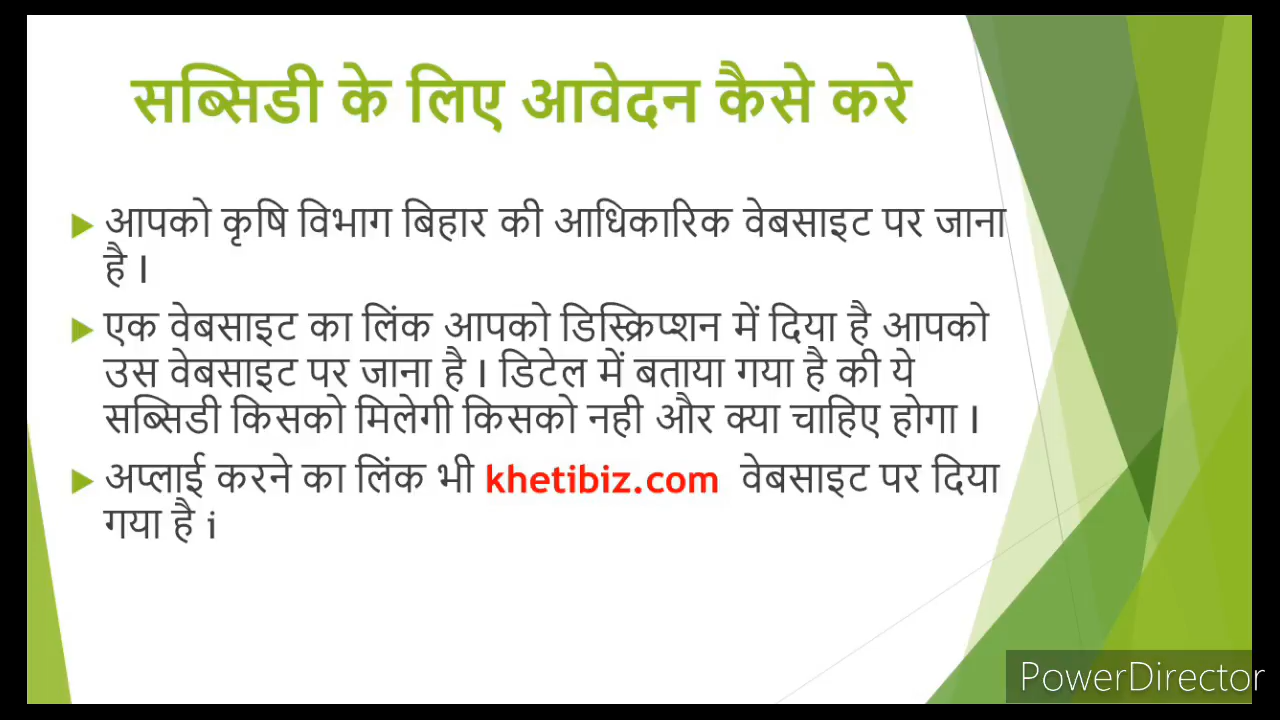 सब्सिडी के लिए आवेदन कैसे करे
आपको कृषि विभाग बिहार की आधिकारिक वेबसाइट पर जाना
है I
एक वेबसाइट का लिंक आपको डिस्क्रिप्शन में दिया है आपको
उस वेबसाइट पर जाना है I डिटेल में बताया गया है की ये
सब्सिडी किसको मिलेगी किसको नही और क्या चाहिए होगा I
अप्लाई करने का लिंक भी khetibiz.com वेबसाइट पर दिया
गया है i
PowerDirector